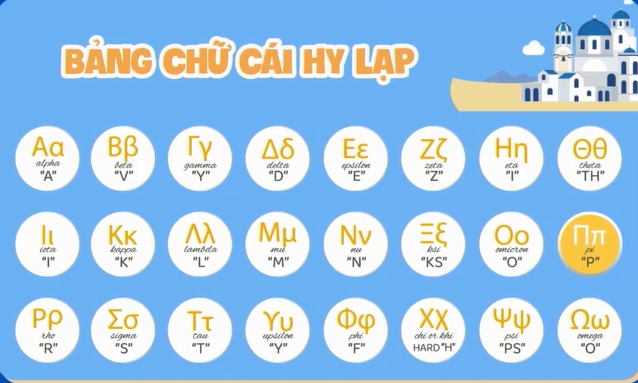 BẢNG CHỮ CÁI HY LẠP
Αα Ββ Γγ Δδ Εε Ζζ Ηη Θθ
alpha beta gamma delta epsilon zeta eta theta
"A" "V" "Y" "D" "E" "Z" "I" "TH"
Ιι Κκ Λλ Μμ Νν Ξξ Οο Ππ
iota kappa lambda mu nu ksi omicron pi
"I" "K" "L" "M" "N" "KS" "O" "P"
Ρρ Σσ Ττ Υυ Φφ Χχ Ψψ Ωω
rho sigma tau upsilon phi chi or khi psi omega
"R" "S" "T" "Y" "F" HARD "H" "PS" "O"